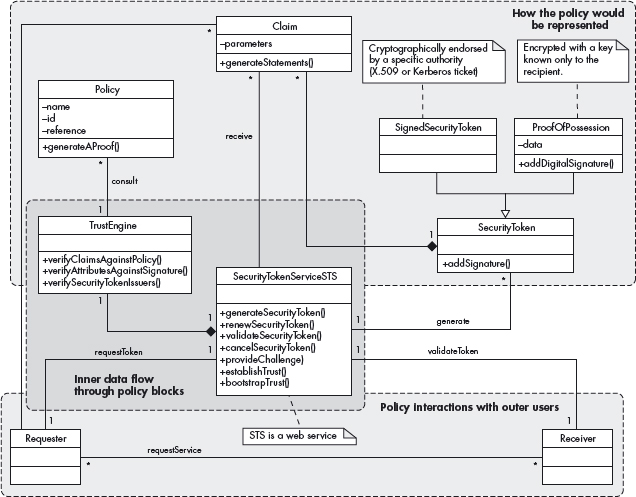 How the policy would
be represented
Claim
–parameters
+generateStatements()
*
*
*
Cryptographically endorsed
by a specific authority
(X.509 or Kerberos ticket)
Encrypted with a key
known only to the
recipient.
Policy
–name
–id
–reference
+generateAProof()
*
consult
1
receive
SignedSecurityToken
ProofOfPossession
–data
+addDigitalSignature()
TrustEngine
+verifyClaimsAgainstPolicy()
+verifyAttributesAgainstSignature()
+verifySecurityTokenIssuers()
1
1
SecurityToken
+addSignature()
1
*
SecurityTokenServiceSTS
+generateSecurityToken()
+renewSecurityToken()
+validateSecurityToken()
+cancelSecurityToken()
+provideChallenge)
+establishTrust()
+bootstrapTrust()
1
generate
requestToken
1
1
validateToken
Inner data flow
through policy blocks
Policy interactions with outer users
1
1
STS is a web service
Requester
requestService
*
*
Receiver